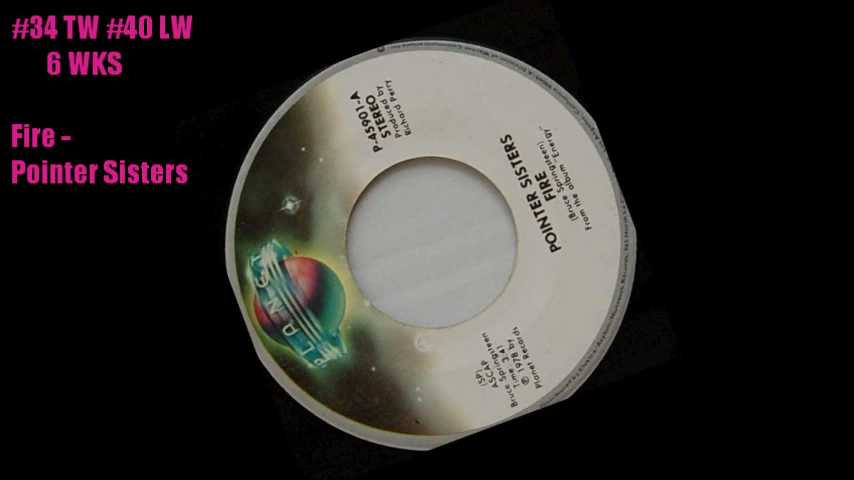 #34 TW #40 LW
6 WKS
Fire -
Pointer Sisters
P-45901-A
STEREO
Produced by
Richard Perry
POINTER SISTERS
FIRE
(Bruce Springsteen)
From the album "Energy"
PLANET
(SP)
ASCAP
Bruce Springsteen
Time 3:41
℗ 1978 by
Planet Records